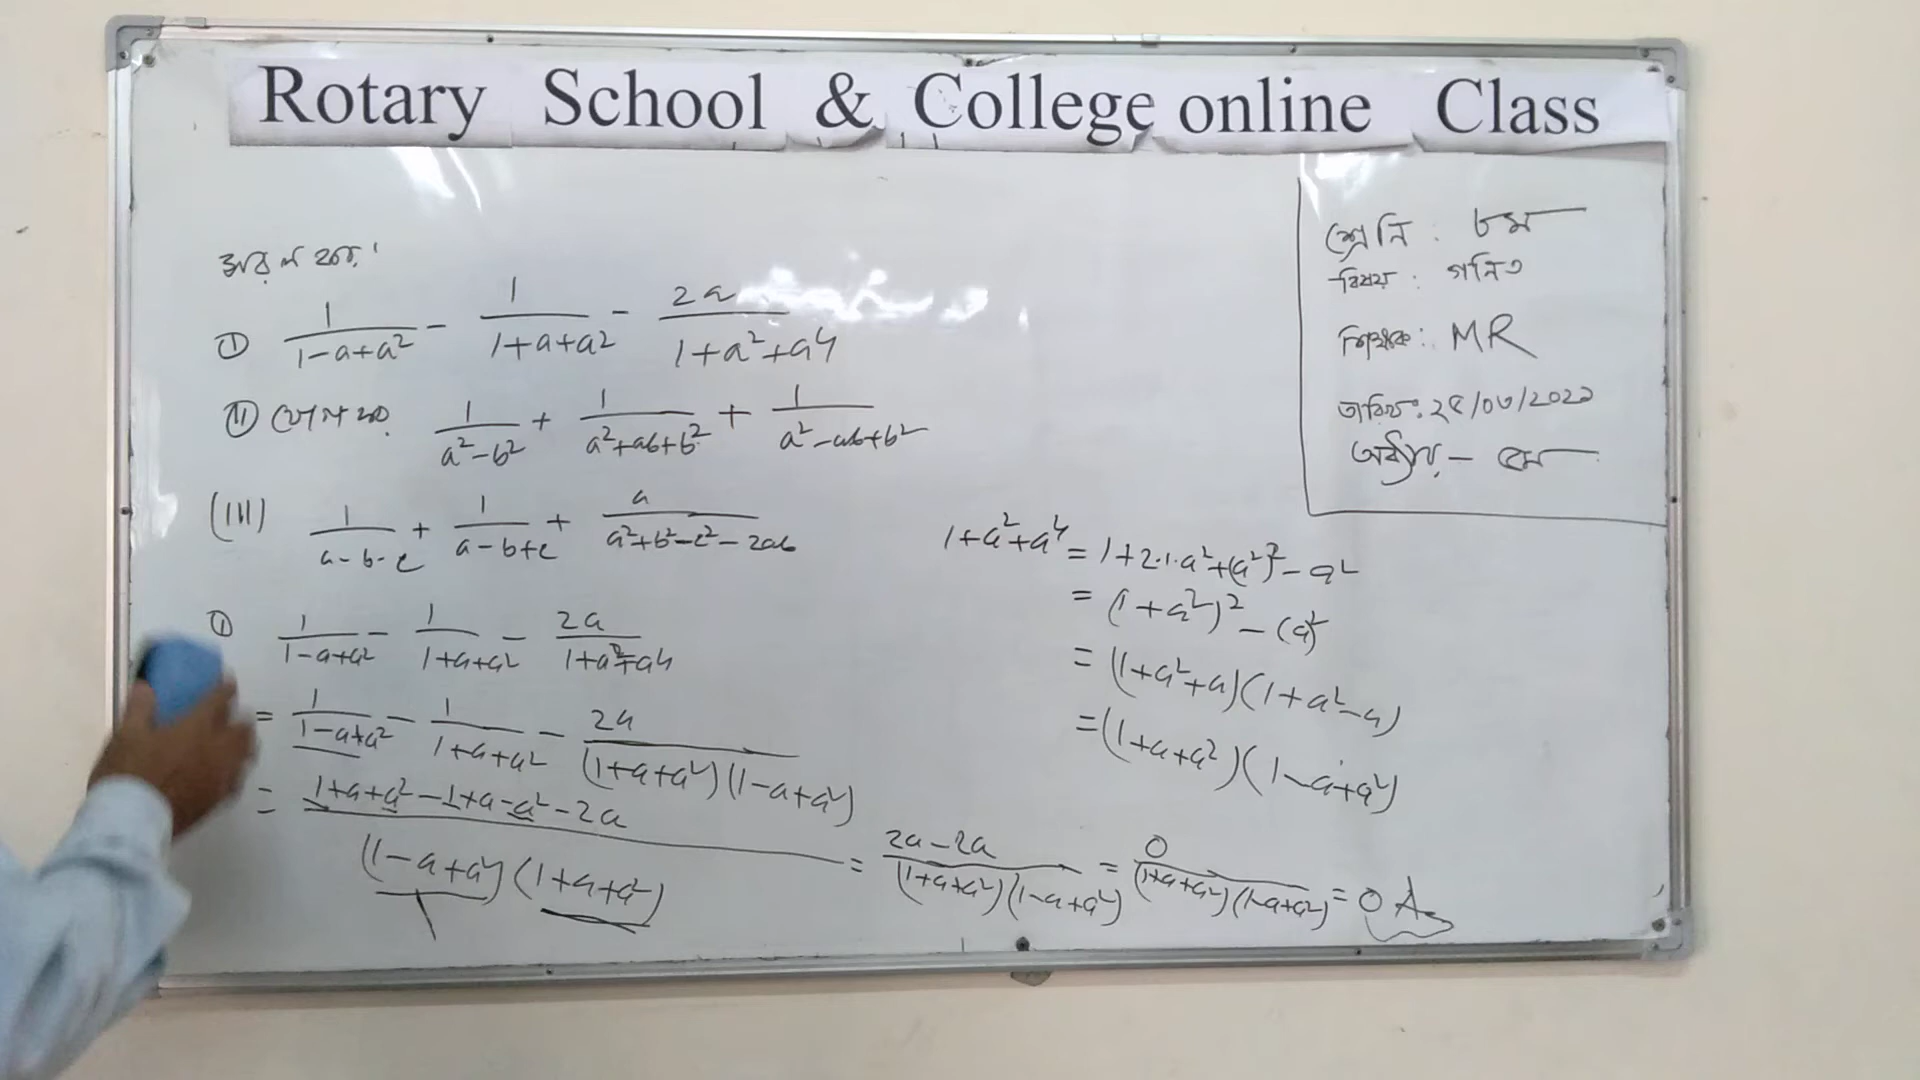 Rotary School & College online Class
শ্রেনি : ৮ম
বিষয় : গনিত
শিক্ষক : MR
তারিখ:
অধ্যায় - ৫ম
সরল কর।
① 1/(1-a+a²) - 1/(1+a+a²) - 2a/(1+a²+a4)
⑪ যোগ কর. 1/(a²-b²) + 1/(a²+ab+b²) + 1/(a²-ab+b²)
(III) 1/(a-b-c) + 1/(a-b+c) + a/(a²+b²-c²-2ab)
① 1/(1-a+a²) - 1/(1+a+a²) - 2a/(1+a²+a4)
= 1/(1-a+a²) - 1/(1+a+a²) - 2a/((1+a+a²)(1-a+a²))
= (1+a+a²-1+a-a²-2a)/((1-a+a²)(1+a+a²)) = (2a-2a)/((1+a+a²)(1-a+a²)) = 0/((1+a+a²)(1-a+a²)) = 0 A
1+a²+a4 = 1+2.1.a²+(a²)²-a²
= (1+a²)²-(a)²
= (1+a²+a)(1+a²-a)
= (1+a+a²)(1-a+a²)